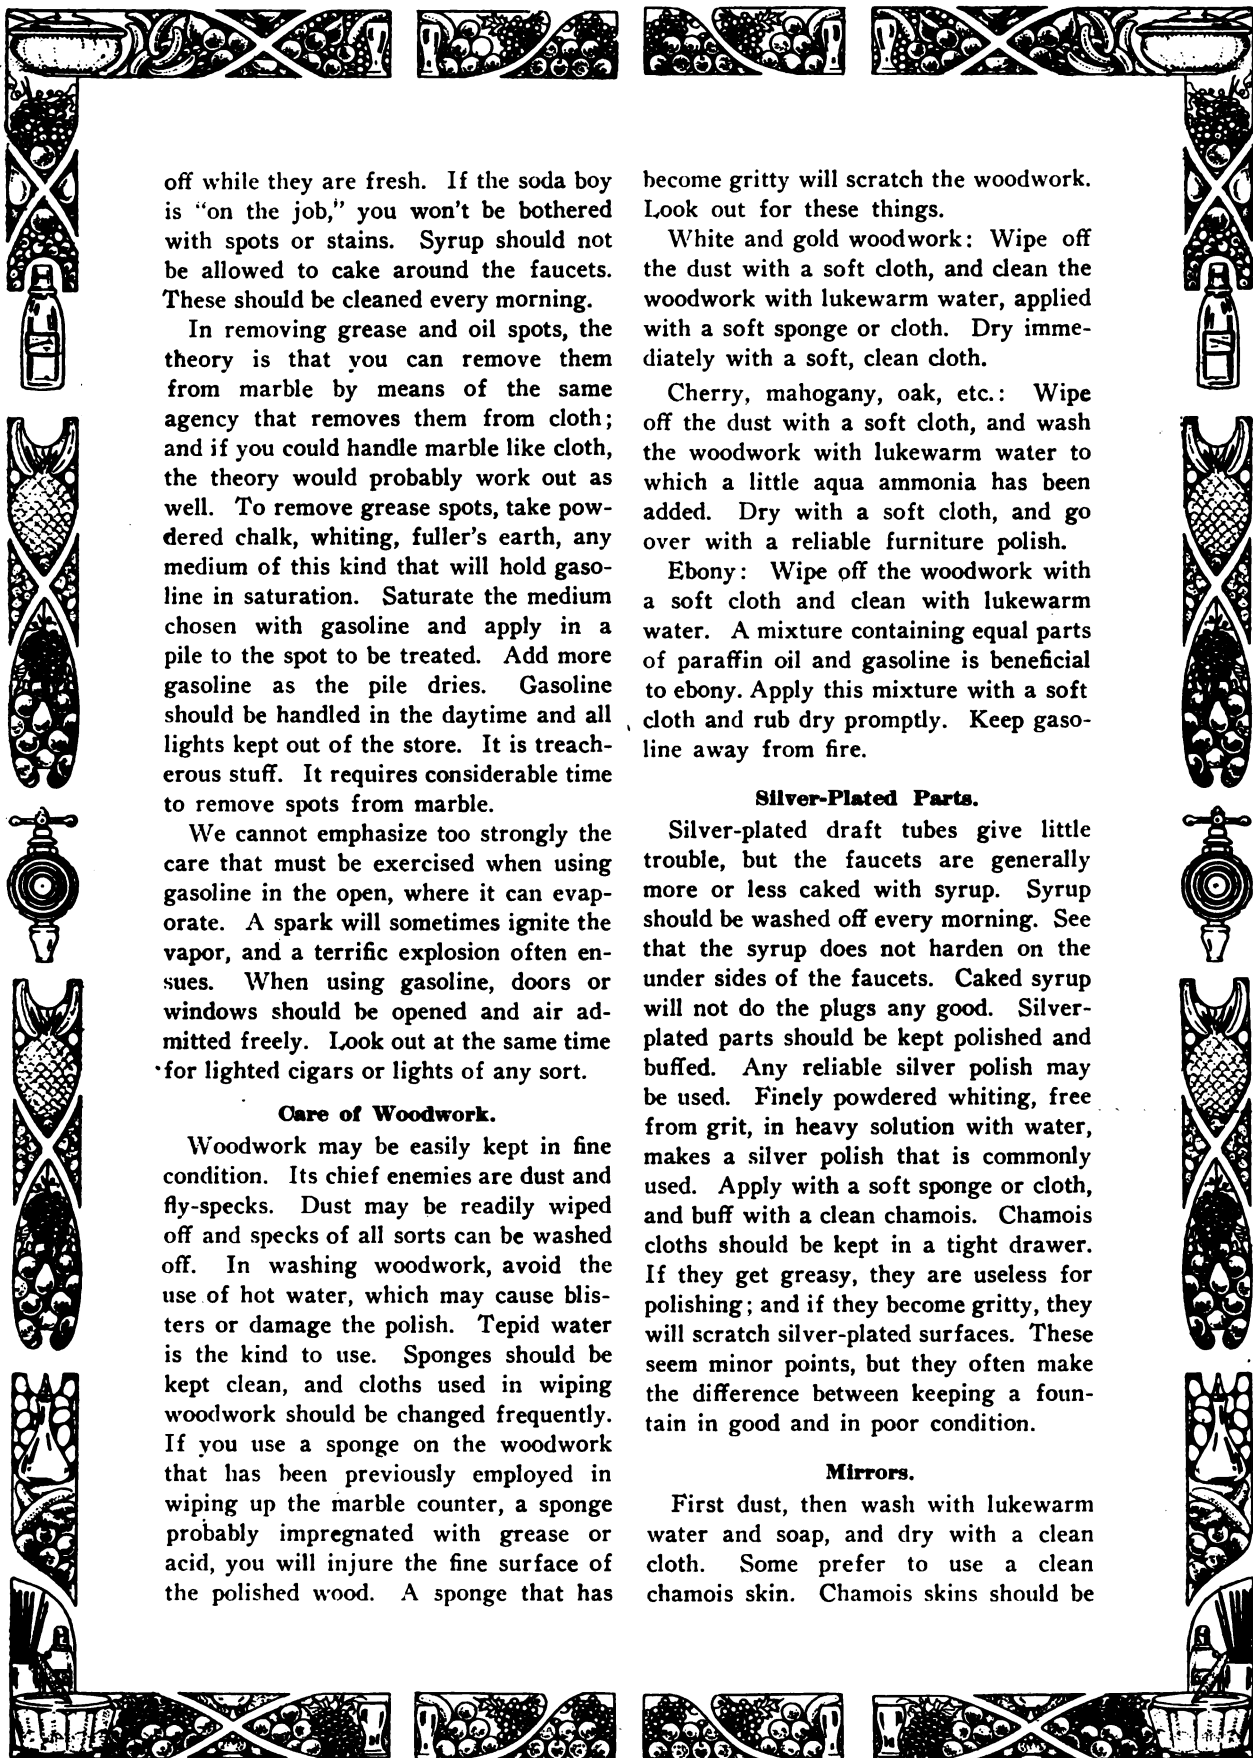 off while they are fresh. If the soda boy
is "on the job," you won't be bothered
with spots or stains. Syrup should not
be allowed to cake around the faucets.
These should be cleaned every morning.
In removing grease and oil spots, the
theory is that you can remove them
from marble by means of the same
agency that removes them from cloth;
and if you could handle marble like cloth,
the theory would probably work out as
well. To remove grease spots, take pow-
dered chalk, whiting, fuller's earth, any
medium of this kind that will hold gaso-
line in saturation. Saturate the medium
chosen with gasoline and apply in a
pile to the spot to be treated. Add more
gasoline as the pile dries. Gasoline
should be handled in the daytime and all
lights kept out of the store. It is treach-
erous stuff. It requires considerable time
to remove spots from marble.
We cannot emphasize too strongly the
care that must be exercised when using
gasoline in the open, where it can evap-
orate. A spark will sometimes ignite the
vapor, and a terrific explosion often en-
sues. When using gasoline, doors or
windows should be opened and air ad-
mitted freely. Look out at the same time
for lighted cigars or lights of any sort.
Care of Woodwork.
Woodwork may be easily kept in fine
condition. Its chief enemies are dust and
fly-specks. Dust may be readily wiped
off and specks of all sorts can be washed
off. In washing woodwork, avoid the
use of hot water, which may cause blis-
ters or damage the polish. Tepid water
is the kind to use. Sponges should be
kept clean, and cloths used in wiping
woodwork should be changed frequently.
If you use a sponge on the woodwork
that has been previously employed in
wiping up the marble counter, a sponge
probably impregnated with grease or
acid, you will injure the fine surface of
the polished wood. A sponge that has
become gritty will scratch the woodwork.
Look out for these things.
White and gold woodwork: Wipe off
the dust with a soft cloth, and clean the
woodwork with lukewarm water, applied
with a soft sponge or cloth. Dry imme-
diately with a soft, clean cloth.
Cherry, mahogany, oak, etc.: Wipe
off the dust with a soft cloth, and wash
the woodwork with lukewarm water to
which a little aqua ammonia has been
added. Dry with a soft cloth, and go
over with a reliable furniture polish.
Ebony: Wipe off the woodwork with
a soft cloth and clean with lukewarm
water. A mixture containing equal parts
of paraffin oil and gasoline is beneficial
to ebony. Apply this mixture with a soft
cloth and rub dry promptly. Keep gaso-
line away from fire.
Silver-Plated Parts.
Silver-plated draft tubes give little
trouble, but the faucets are generally
more or less caked with syrup. Syrup
should be washed off every morning. See
that the syrup does not harden on the
under sides of the faucets. Caked syrup
will not do the plugs any good. Silver-
plated parts should be kept polished and
buffed. Any reliable silver polish may
be used. Finely powdered whiting, free
from grit, in heavy solution with water,
makes a silver polish that is commonly
used. Apply with a soft sponge or cloth,
and buff with a clean chamois. Chamois
cloths should be kept in a tight drawer.
If they get greasy, they are useless for
polishing; and if they become gritty, they
will scratch silver-plated surfaces. These
seem minor points, but they often make
the difference between keeping a foun-
tain in good and in poor condition.
Mirrors.
First dust, then wash with lukewarm
water and soap, and dry with a clean
cloth. Some prefer to use a clean
chamois skin. Chamois skins should be